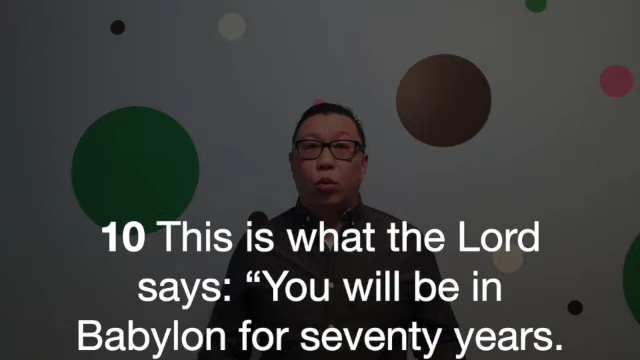 10 This is what the Lord
says: “You will be in
Babylon for seventy years.